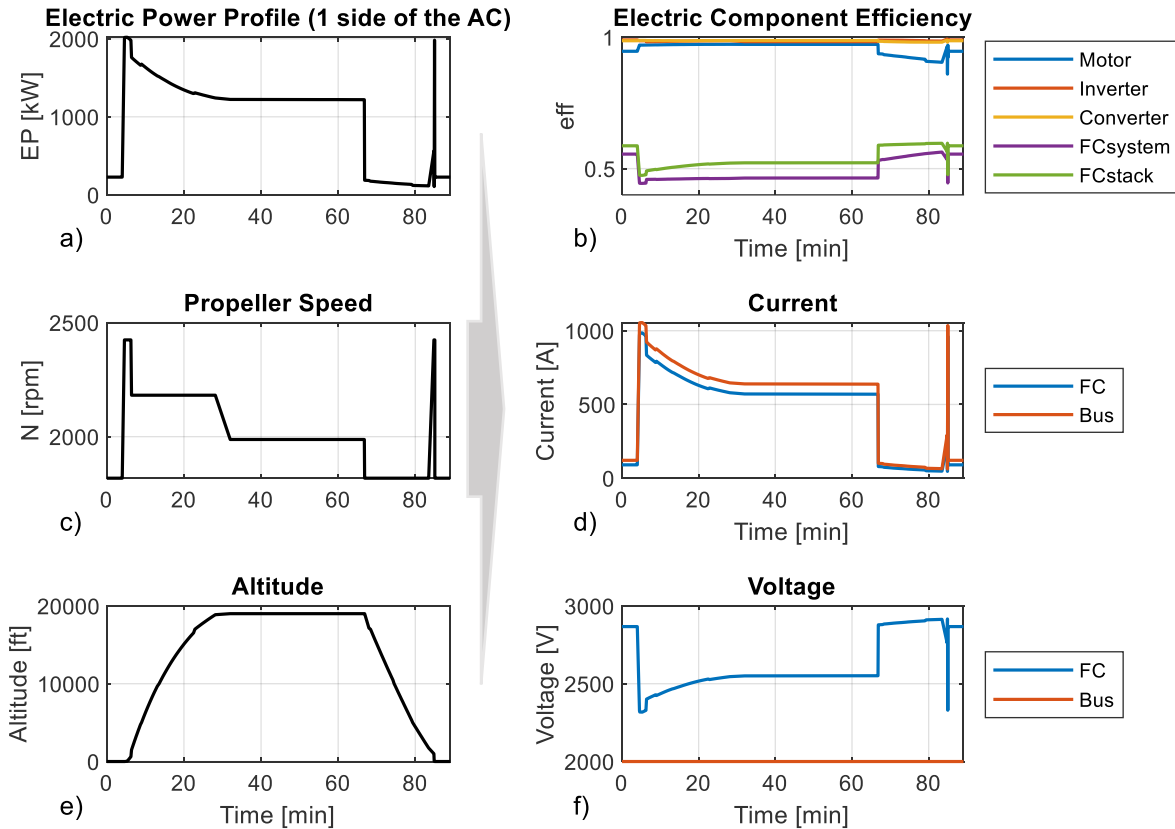 Electric Power Profile (1 side of the AC)
2000
1000
0
EP [kW]
0 20 40 60 80
a)
Electric Component Efficiency
1
0.5
eff
0 20 40 60 80
Time [min]
b)
Motor
Inverter
Converter
FCsystem
FCstack
Propeller Speed
2500
2000
N [rpm]
0 20 40 60 80
c)
Current
1000
500
0
Current [A]
0 20 40 60 80
Time [min]
d)
FC
Bus
Altitude
20000
10000
0
Altitude [ft]
0 20 40 60 80
Time [min]
e)
Voltage
3000
2500
2000
Voltage [V]
0 20 40 60 80
Time [min]
f)
FC
Bus